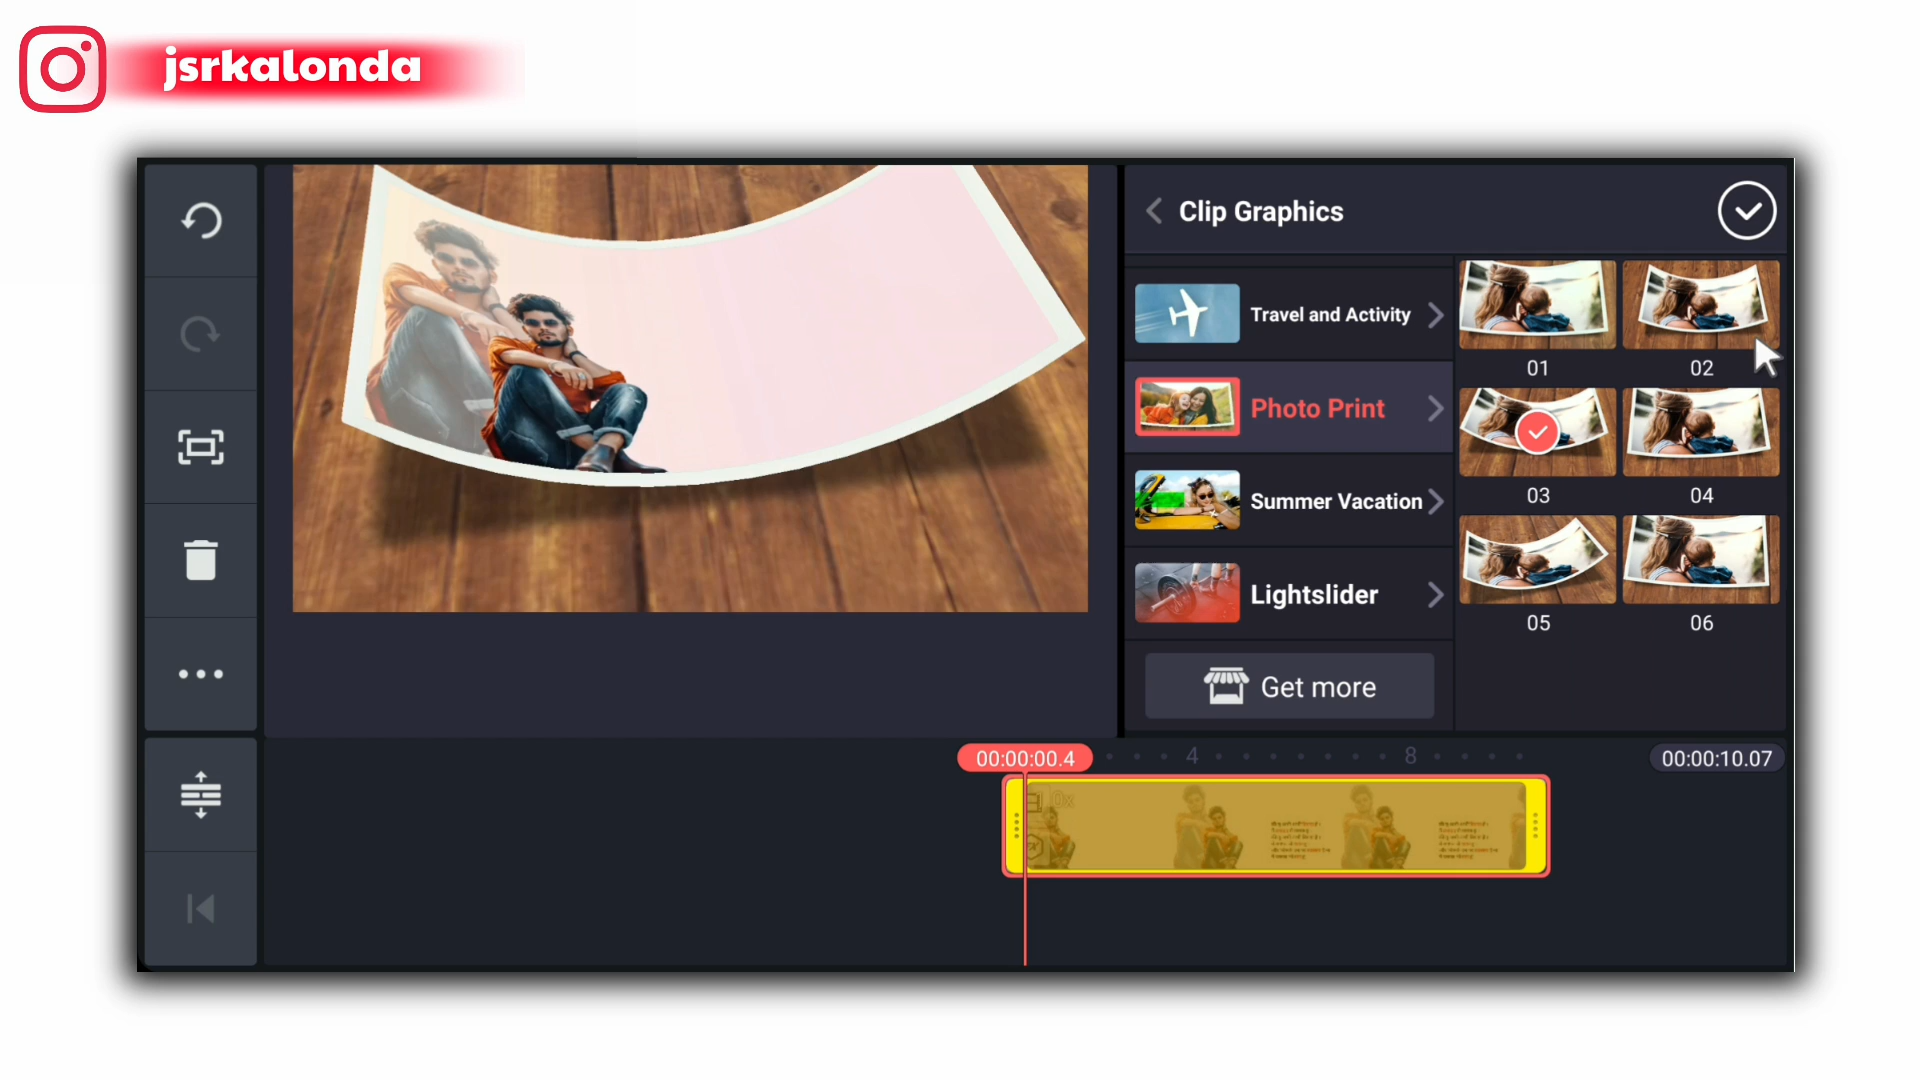 jsrkalonda
Clip Graphics
Travel and Activity
Photo Print
Summer Vacation
Lightslider
Get more
01
02
03
04
05
06
00:00:00.4
4
8
00:00:10.07